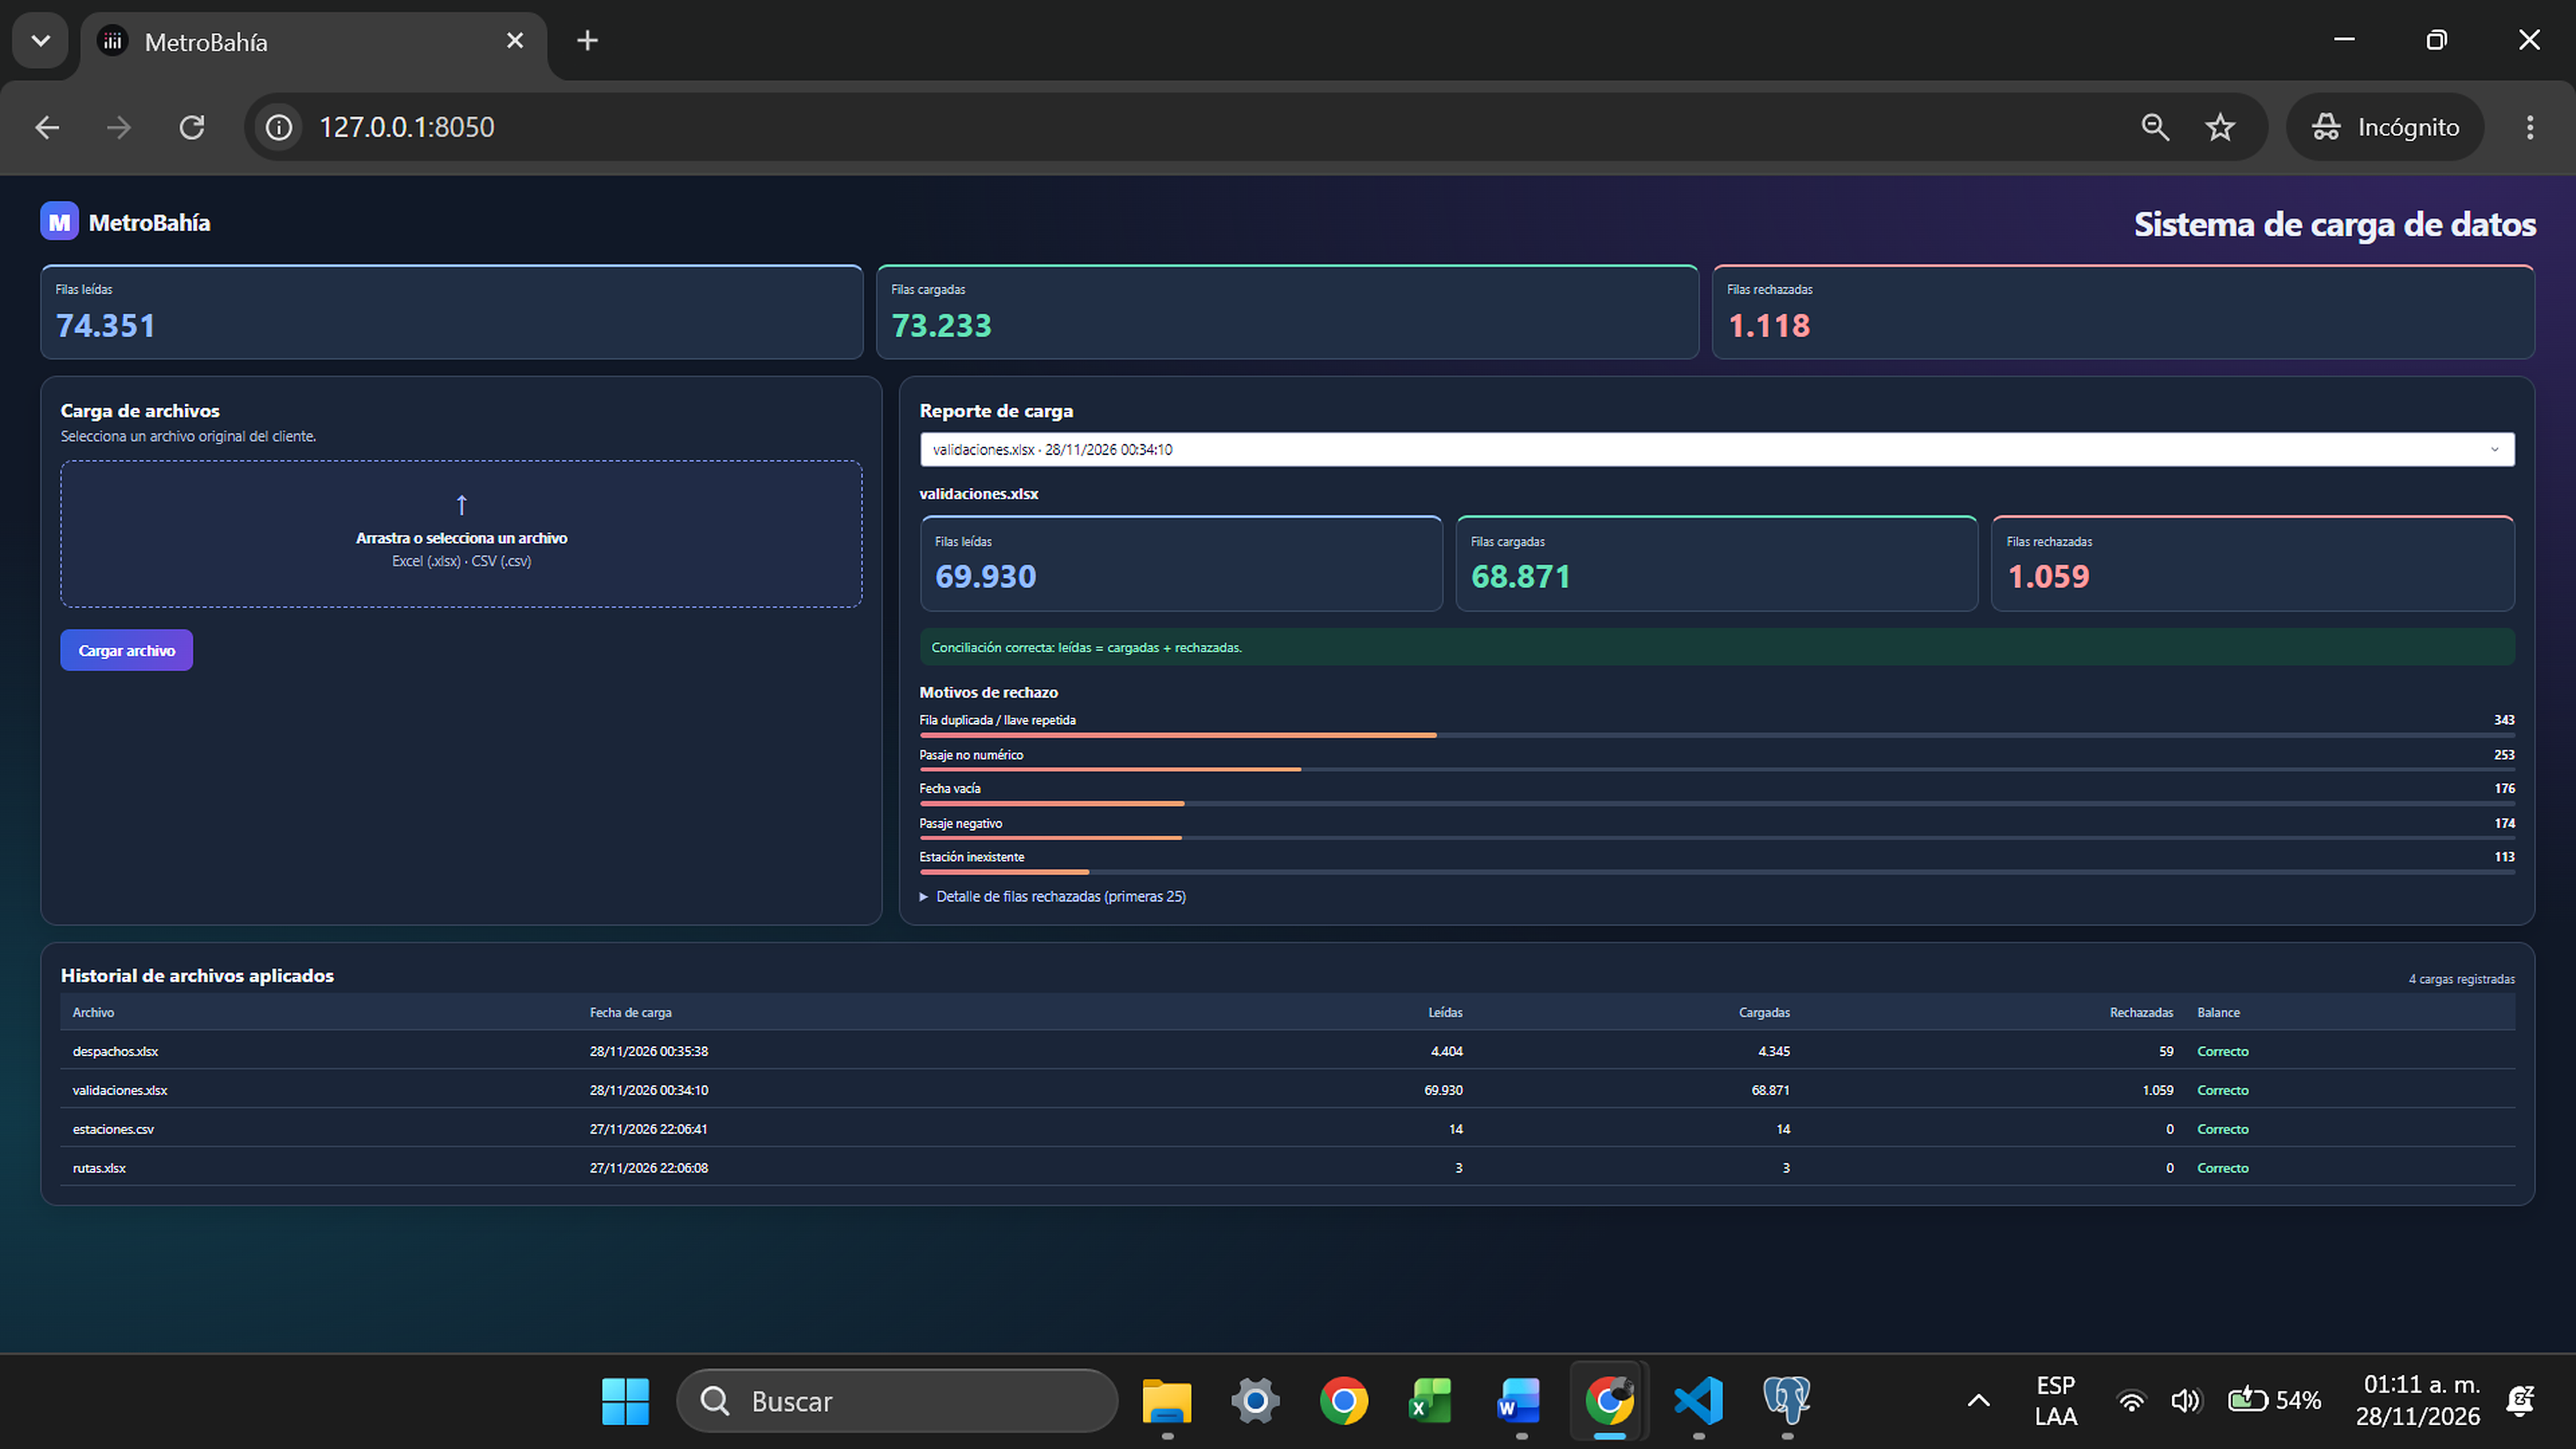 MetroBahía
127.0.0.1:8050
Incógnito
M MetroBahía
Sistema de carga de datos
Filas leídas
74.351
Filas cargadas
73.233
Filas rechazadas
1.118
Carga de archivos
Selecciona un archivo original del cliente.
↑
Arrastra o selecciona un archivo
Excel (.xlsx) · CSV (.csv)
Cargar archivo
Reporte de carga
validaciones.xlsx · 28/11/2026 00:34:10
validaciones.xlsx
Filas leídas
69.930
Filas cargadas
68.871
Filas rechazadas
1.059
Conciliación correcta: leídas = cargadas + rechazadas.
Motivos de rechazo
Fila duplicada / llave repetida 343
Pasaje no numérico 253
Fecha vacía 176
Pasaje negativo 174
Estación inexistente 113
▶ Detalle de filas rechazadas (primeras 25)
Historial de archivos aplicados
4 cargas registradas
Archivo Fecha de carga Leídas Cargadas Rechazadas Balance
despachos.xlsx 28/11/2026 00:35:38 4.404 4.345 59 Correcto
validaciones.xlsx 28/11/2026 00:34:10 69.930 68.871 1.059 Correcto
estaciones.csv 27/11/2026 22:06:41 14 14 0 Correcto
rutas.xlsx 27/11/2026 22:06:08 3 3 0 Correcto
Buscar
ESP
LAA
54%
01:11 a. m.
28/11/2026